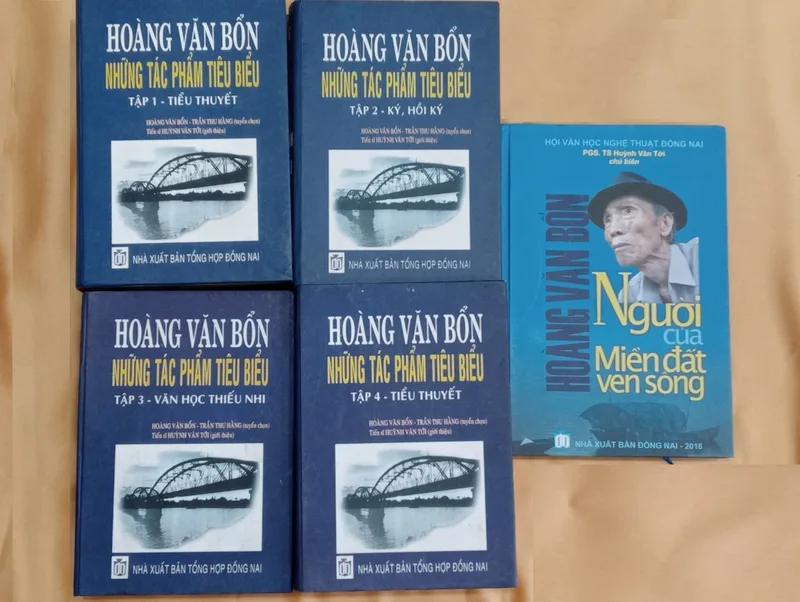 HOÀNG VĂN BỔN
NHỮNG TÁC PHẨM TIÊU BIỂU
TẬP 1 - TIỂU THUYẾT
HOÀNG VĂN BỔN - TRẦN THU HẰNG (tuyển chọn)
Tiến sĩ HUỲNH VĂN TỚI (giới thiệu)
NHÀ XUẤT BẢN TỔNG HỢP ĐỒNG NAI
HOÀNG VĂN BỔN
NHỮNG TÁC PHẨM TIÊU BIỂU
TẬP 2 - KÝ, HỒI KÝ
HOÀNG VĂN BỔN - TRẦN THU HẰNG (tuyển chọn)
Tiến sĩ HUỲNH VĂN TỚI (giới thiệu)
NHÀ XUẤT BẢN TỔNG HỢP ĐỒNG NAI
HOÀNG VĂN BỔN
NHỮNG TÁC PHẨM TIÊU BIỂU
TẬP 3 - VĂN HỌC THIẾU NHI
HOÀNG VĂN BỔN - TRẦN THU HẰNG (tuyển chọn)
Tiến sĩ HUỲNH VĂN TỚI (giới thiệu)
NHÀ XUẤT BẢN TỔNG HỢP ĐỒNG NAI
HOÀNG VĂN BỔN
NHỮNG TÁC PHẨM TIÊU BIỂU
TẬP 4 - TIỂU THUYẾT
HOÀNG VĂN BỔN - TRẦN THU HẰNG (tuyển chọn)
Tiến sĩ HUỲNH VĂN TỚI (giới thiệu)
NHÀ XUẤT BẢN TỔNG HỢP ĐỒNG NAI
HỘI VĂN HỌC NGHỆ THUẬT ĐỒNG NAI
PGS. TS Huỳnh Văn Tới
chủ biên
HOÀNG VĂN BỔN
Người
của
Miền đất
ven sông
NHÀ XUẤT BẢN ĐỒNG NAI - 2016